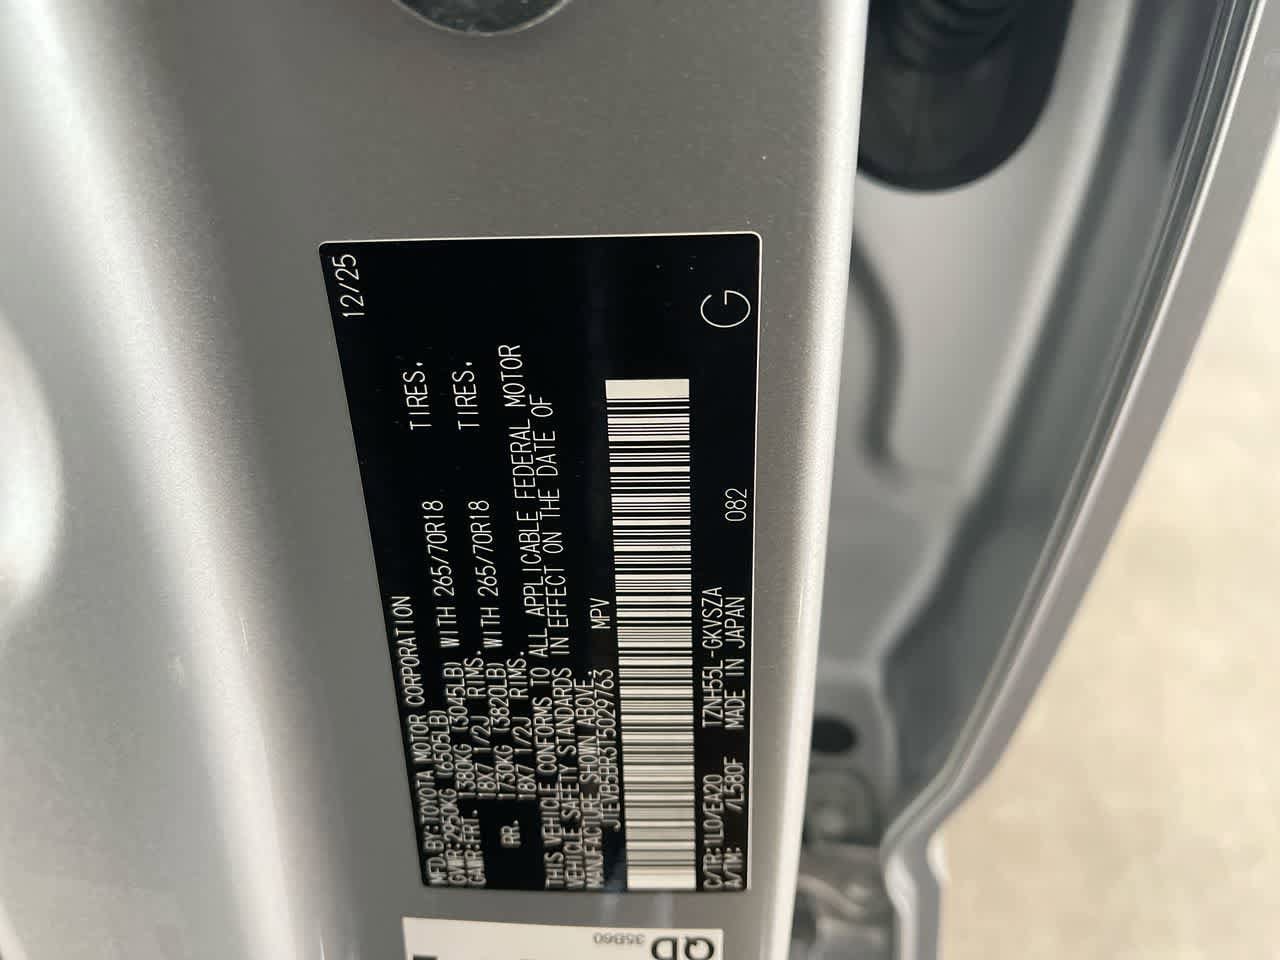 MFD. BY: TOYOTA MOTOR CORPORATION 12/25
GVWR: 2950KG (6505LB)
GAWR: FRT. 1380KG (3045LB) WITH 265/70R18 TIRES,
18X7 1/2J RIMS.
RR. 1730KG (3820LB) WITH 265/70R18 TIRES,
18X7 1/2J RIMS.
THIS VEHICLE CONFORMS TO ALL APPLICABLE FEDERAL MOTOR
VEHICLE SAFETY STANDARDS IN EFFECT ON THE DATE OF
MANUFACTURE SHOWN ABOVE.
JTEVB5BR3T5029763 MPV
C/TR: 1L0/EA20 TZNH55L-GKVSZA 082 G
A/TM: /L580F MADE IN JAPAN
35B60
QD